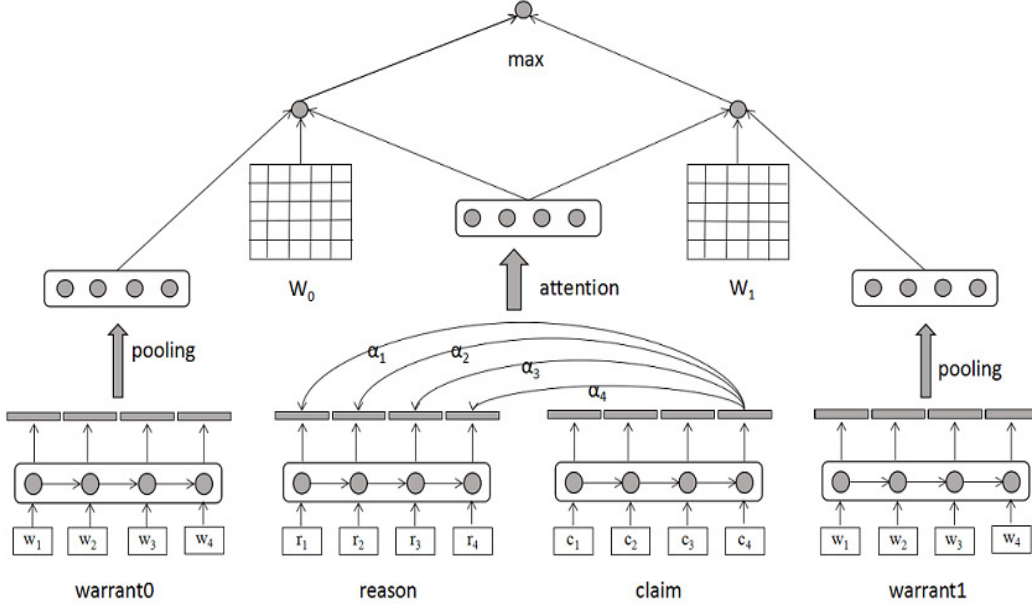 max
W₀
attention
W₁
pooling
α₁
α₂
α₃
α₄
pooling
w₁ w₂ w₃ w₄
r₁ r₂ r₃ r₄
c₁ c₂ c₃ c₄
w₁ w₂ w₃ w₄
warrant0 reason claim warrant1